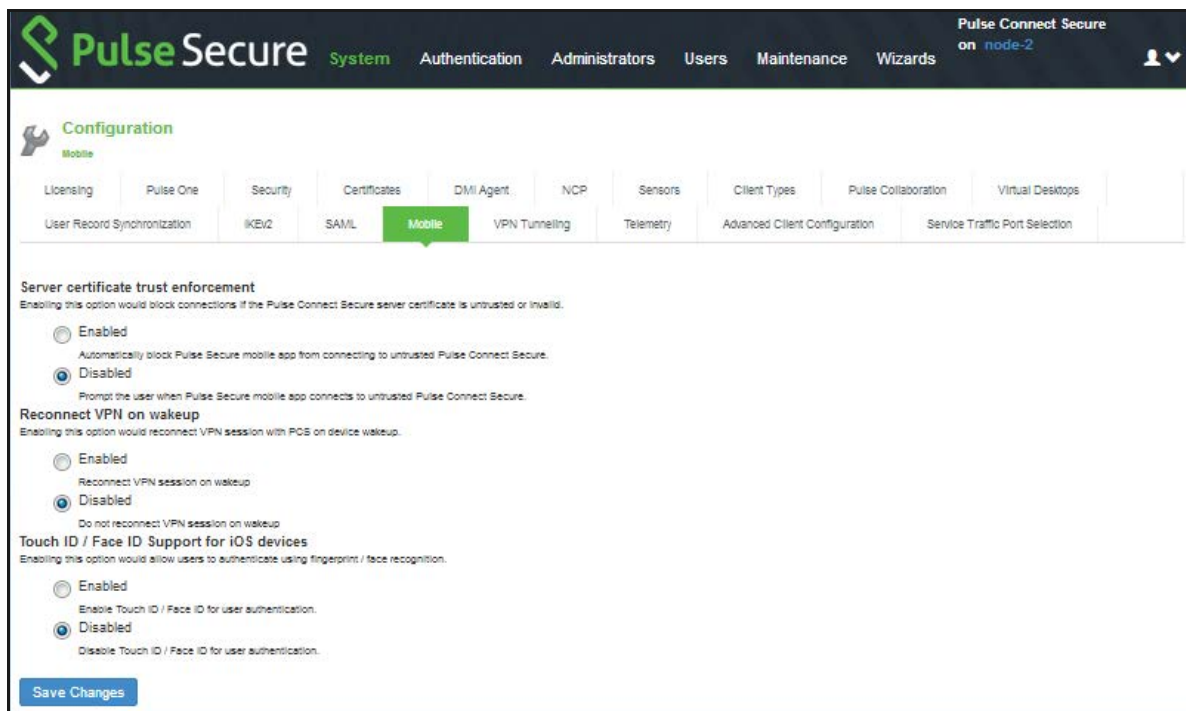 Pulse Secure
System Authentication Administrators Users Maintenance Wizards
Pulse Connect Secure
on node-2
Configuration
Mobile
Licensing Pulse One Security Certificates DMI Agent NCP Sensors Client Types Pulse Collaboration Virtual Desktops
User Record Synchronization IKEv2 SAML Mobile VPN Tunneling Telemetry Advanced Client Configuration Service Traffic Port Selection
Server certificate trust enforcement
Enabling this option would block connections if the Pulse Connect Secure server certificate is untrusted or invalid.
Enabled
Automatically block Pulse Secure mobile app from connecting to untrusted Pulse Connect Secure.
Disabled
Prompt the user when Pulse Secure mobile app connects to untrusted Pulse Connect Secure.
Reconnect VPN on wakeup
Enabling this option would reconnect VPN session with PCS on device wakeup.
Enabled
Reconnect VPN session on wakeup
Disabled
Do not reconnect VPN session on wakeup
Touch ID / Face ID Support for iOS devices
Enabling this option would allow users to authenticate using fingerprint / face recognition.
Enabled
Enable Touch ID / Face ID for user authentication.
Disabled
Disable Touch ID / Face ID for user authentication.
Save Changes